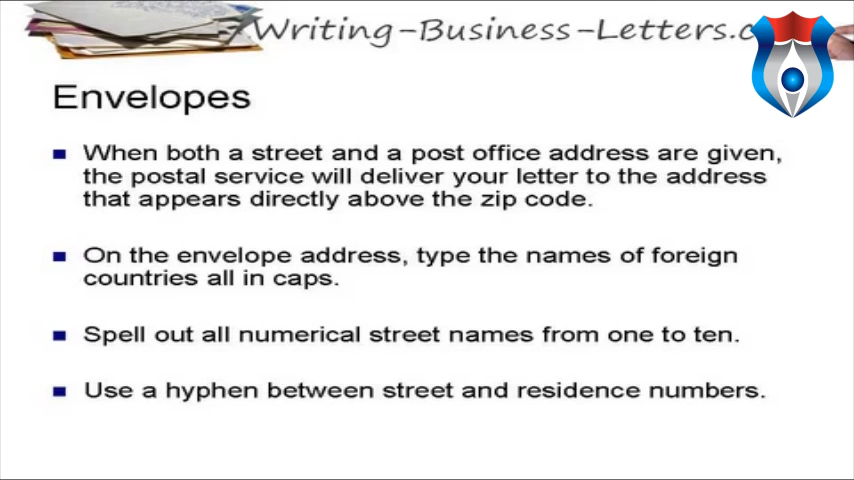 Writing-Business-Letters.c
Envelopes
When both a street and a post office address are given,
the postal service will deliver your letter to the address
that appears directly above the zip code.
On the envelope address, type the names of foreign
countries all in caps.
Spell out all numerical street names from one to ten.
Use a hyphen between street and residence numbers.